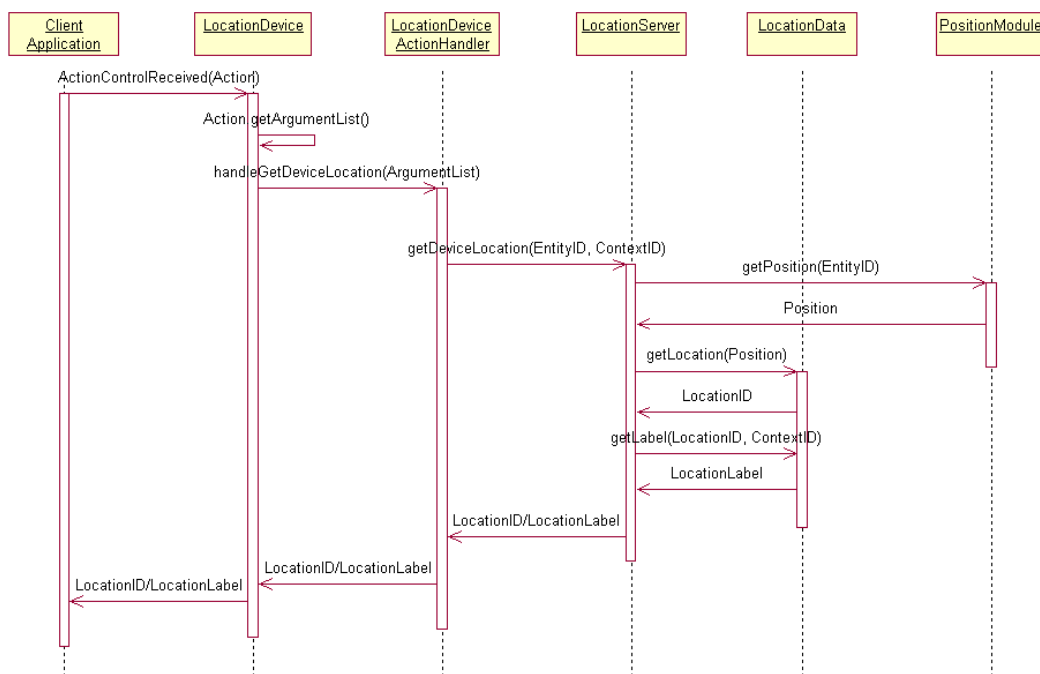 Client
Application
LocationDevice
LocationDevice
ActionHandler
LocationServer
LocationData
PositionModule
ActionControlReceived(Action)
Action.getArgumentList()
handleGetDeviceLocation(ArgumentList)
getDeviceLocation(EntityID, ContextID)
getPosition(EntityID)
Position
getLocation(Position)
LocationID
getLabel(LocationID, ContextID)
LocationLabel
LocationID/LocationLabel
LocationID/LocationLabel
LocationID/LocationLabel